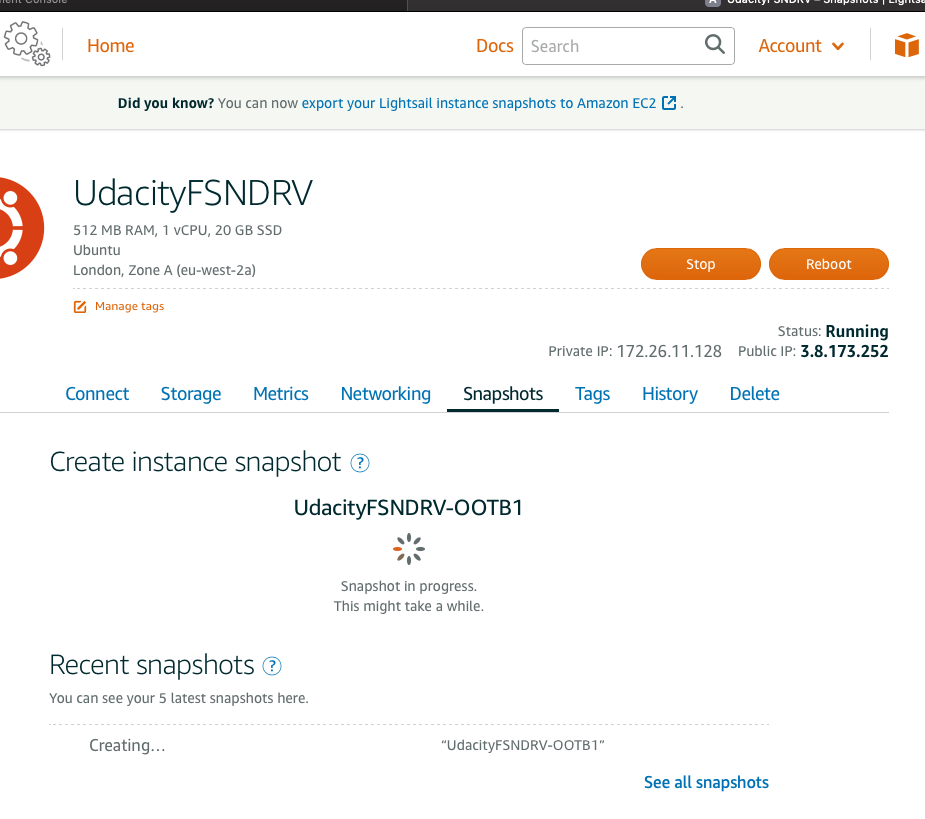 UdacityFSNDRV – Snapshots | Lightsa
Home
Docs
Search
Account
Did you know? You can now export your Lightsail instance snapshots to Amazon EC2 .
UdacityFSNDRV
512 MB RAM, 1 vCPU, 20 GB SSD
Ubuntu
London, Zone A (eu-west-2a)
Stop
Reboot
Manage tags
Status: Running
Private IP: 172.26.11.128 Public IP: 3.8.173.252
Connect Storage Metrics Networking Snapshots Tags History Delete
Create instance snapshot ?
UdacityFSNDRV-OOTB1
Snapshot in progress.
This might take a while.
Recent snapshots ?
You can see your 5 latest snapshots here.
Creating… “UdacityFSNDRV-OOTB1”
See all snapshots